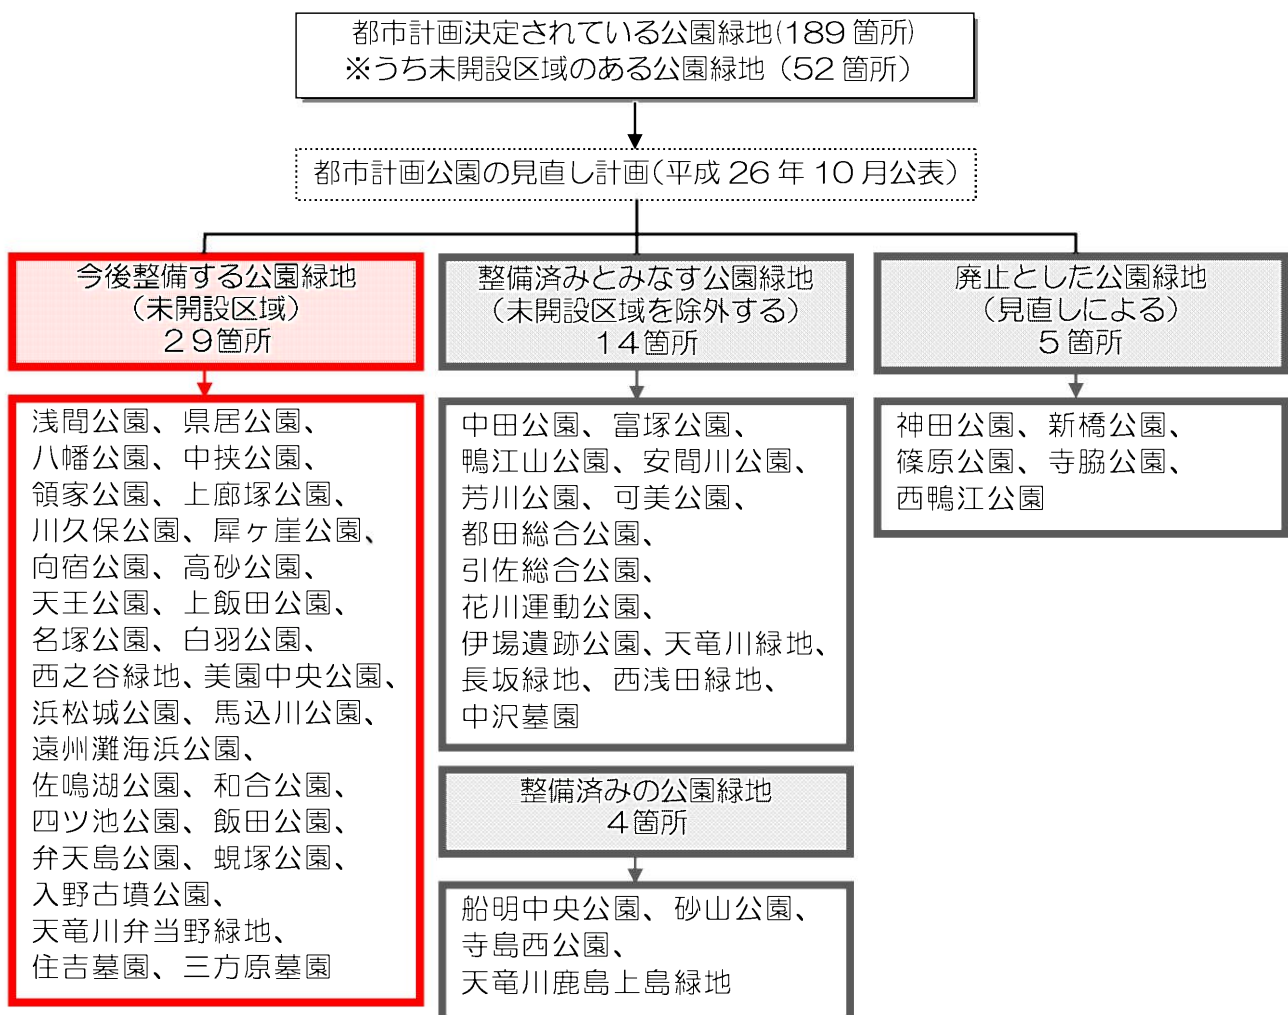 都市計画決定されている公園緑地(189箇所)
※うち未開設区域のある公園緑地（52箇所）
都市計画公園の見直し計画（平成26年10月公表）
今後整備する公園緑地
（未開設区域）
２９箇所
浅間公園、県居公園、
八幡公園、中挟公園、
領家公園、上廊塚公園、
川久保公園、犀ヶ崖公園、
向宿公園、高砂公園、
天王公園、上飯田公園、
名塚公園、白羽公園、
西之谷緑地、美園中央公園、
浜松城公園、馬込川公園、
遠州灘海浜公園、
佐鳴湖公園、和合公園、
四ツ池公園、飯田公園、
弁天島公園、蜆塚公園、
入野古墳公園、
天竜川弁当野緑地、
住吉墓園、三方原墓園
整備済みとみなす公園緑地
（未開設区域を除外する）
１４箇所
中田公園、富塚公園、
鴨江山公園、安間川公園、
芳川公園、可美公園、
都田総合公園、
引佐総合公園、
花川運動公園、
伊場遺跡公園、天竜川緑地、
長坂緑地、西浅田緑地、
中沢墓園
整備済みの公園緑地
４箇所
船明中央公園、砂山公園、
寺島西公園、
天竜川鹿島上島緑地
廃止とした公園緑地
（見直しによる）
５箇所
神田公園、新橋公園、
篠原公園、寺脇公園、
西鴨江公園